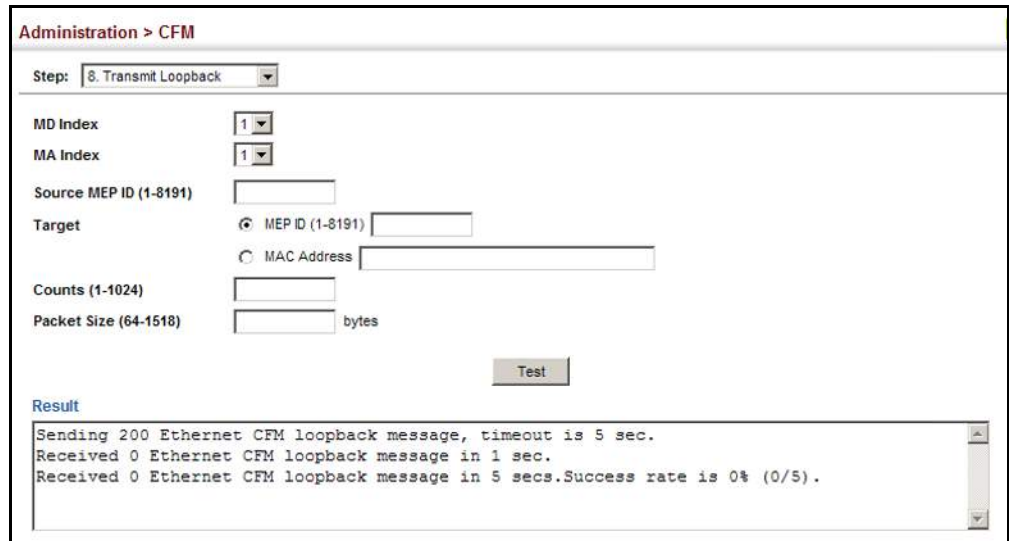 Administration > CFM
Step: 8. Transmit Loopback
MD Index 1
MA Index 1
Source MEP ID (1-8191)
Target MEP ID (1-8191)
MAC Address
Counts (1-1024)
Packet Size (64-1518) bytes
Test
Result
Sending 200 Ethernet CFM loopback message, timeout is 5 sec.
Received 0 Ethernet CFM loopback message in 1 sec.
Received 0 Ethernet CFM loopback message in 5 secs.Success rate is 0% (0/5).